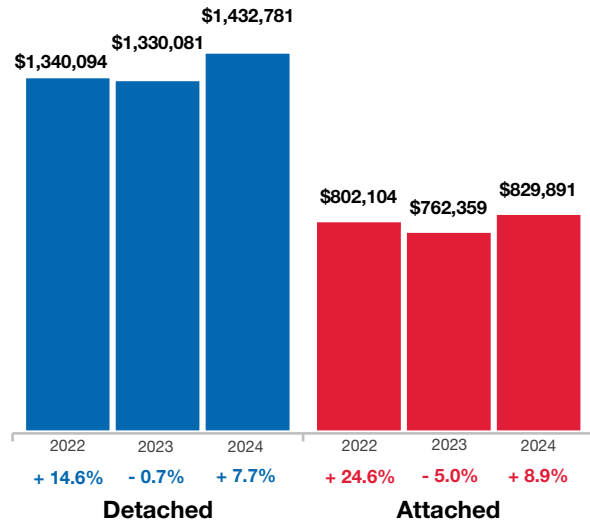 $1,340,094
$1,330,081
$1,432,781
$802,104
$762,359
$829,891
2022 2023 2024 2022 2023 2024
+ 14.6% - 0.7% + 7.7% + 24.6% - 5.0% + 8.9%
Detached Attached